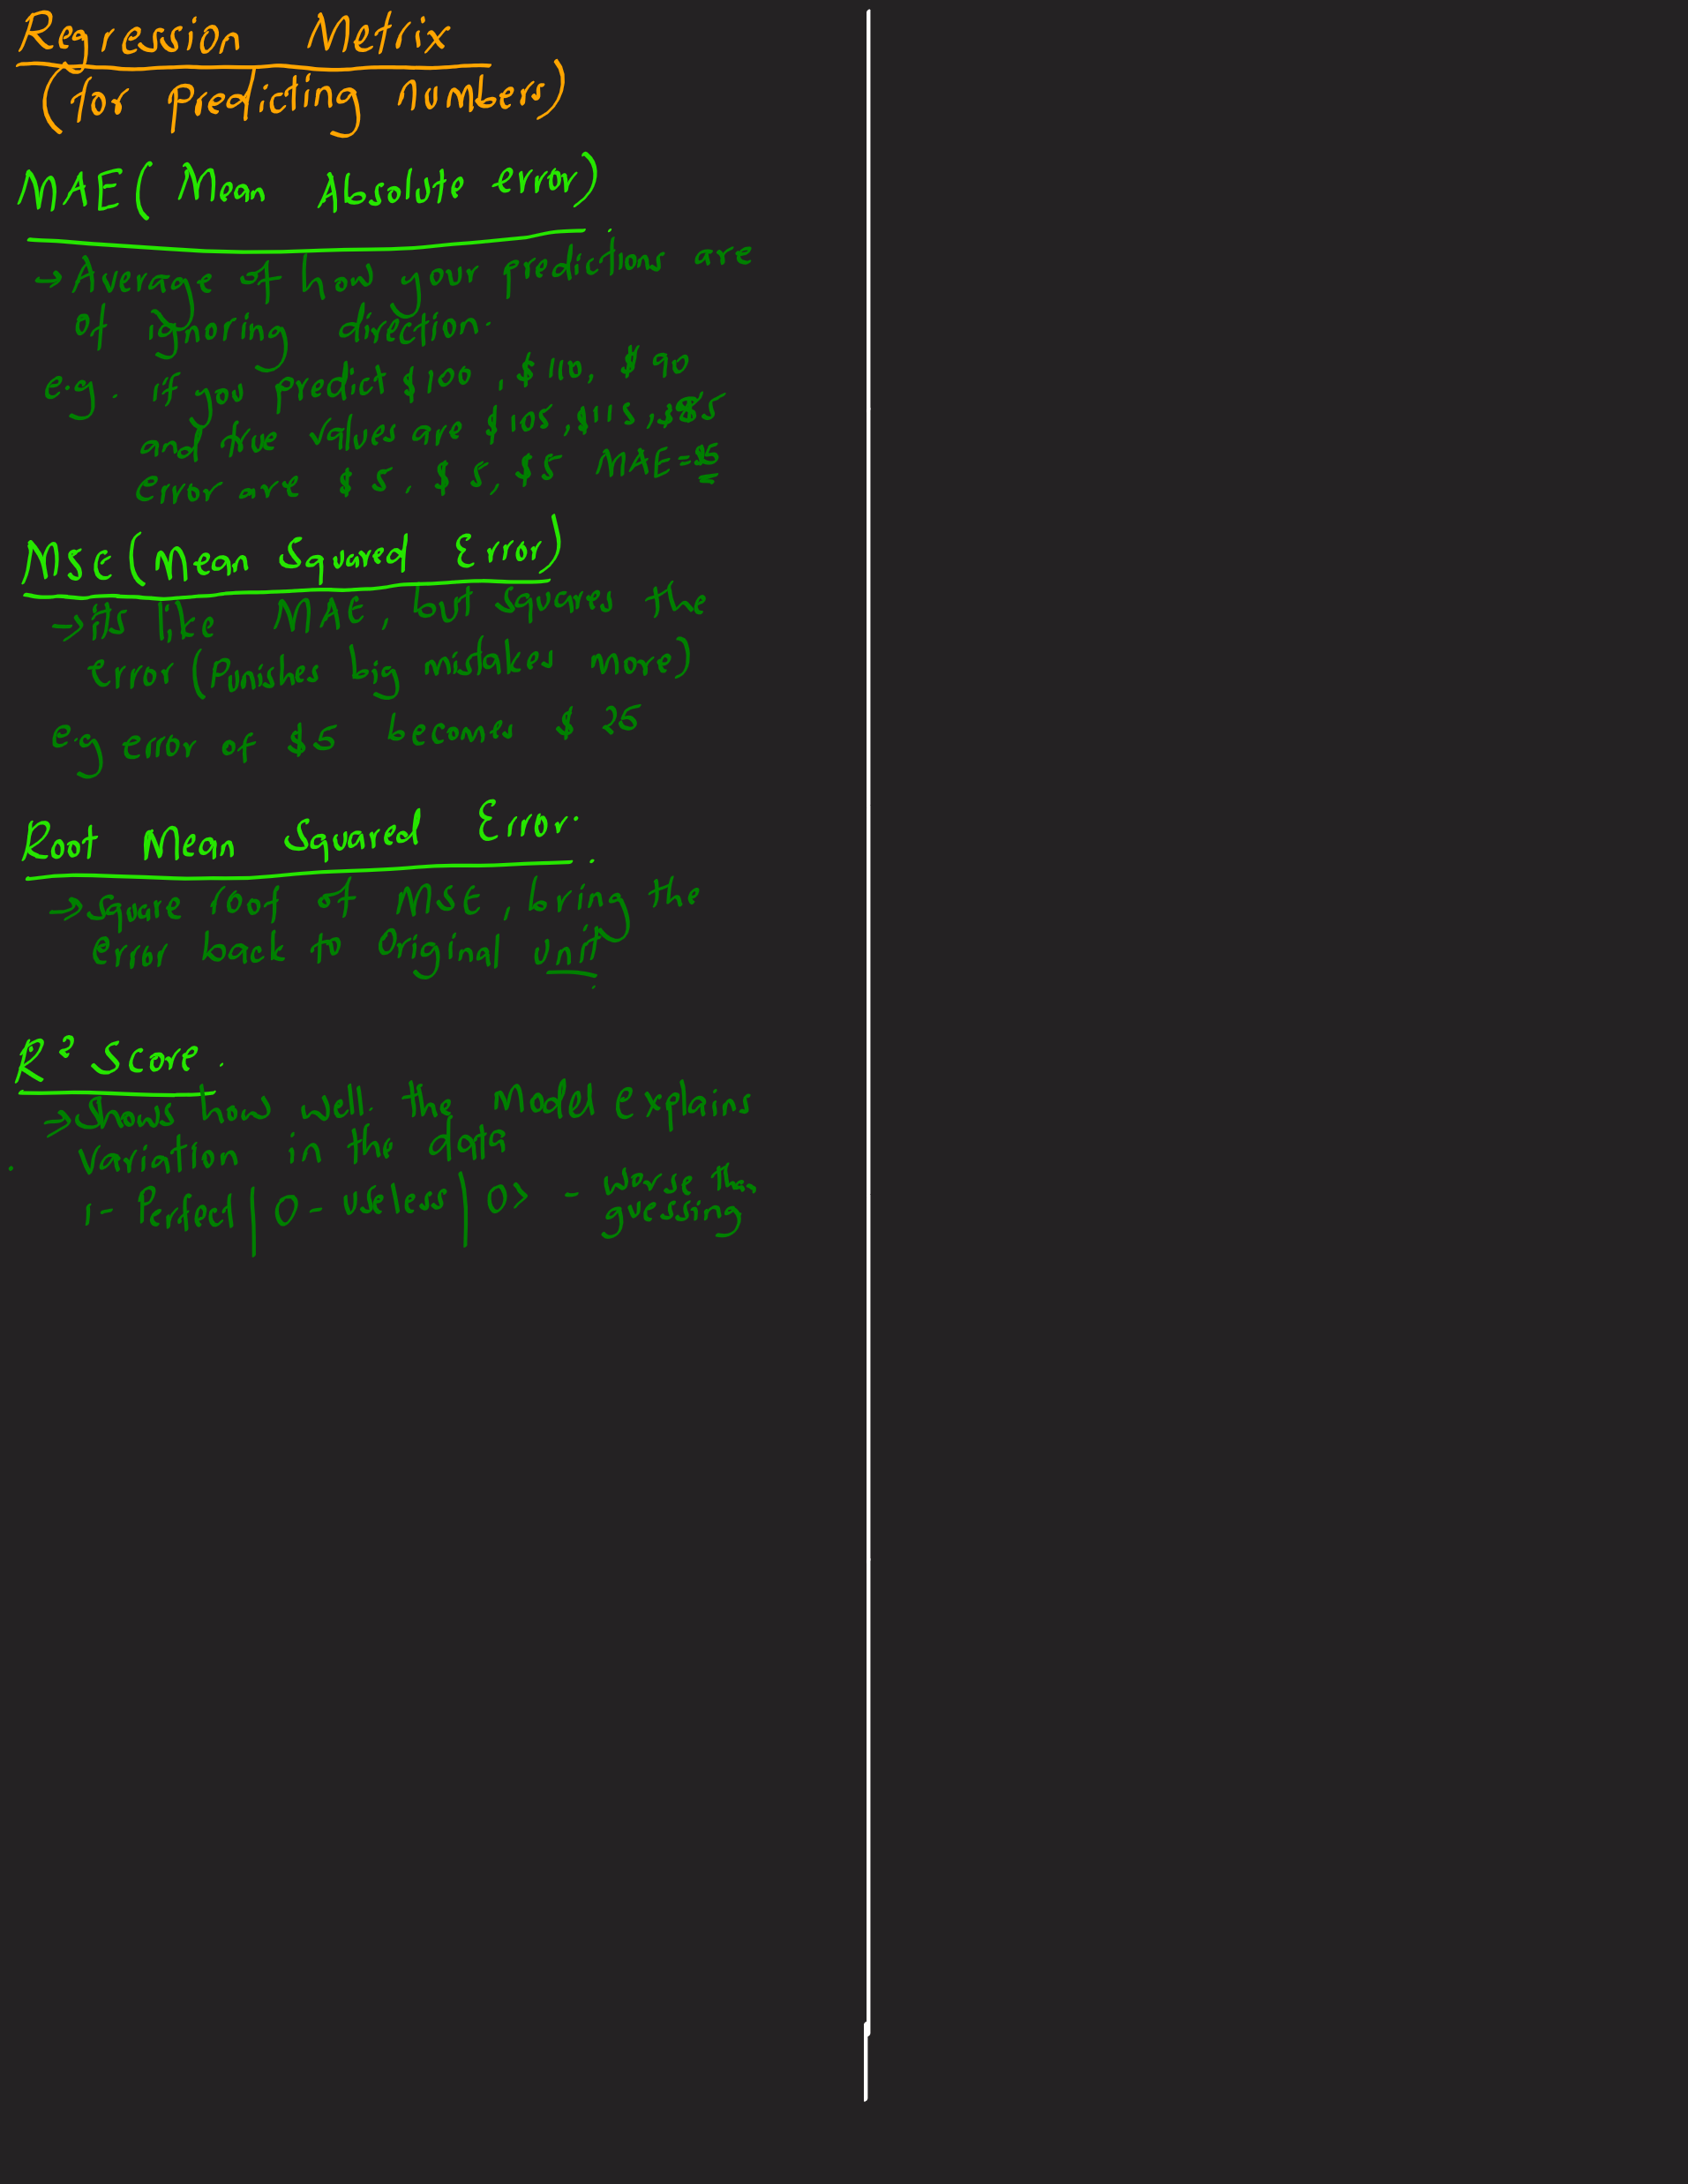 Regression Metrix
(for predicting numbers)
MAE( Mean Absolute error)
→ Average of how your predictions are
of ignoring direction.
e.g. if you predict $100, $110, $90
and true values are $105, $115, $85
Error are $5, $5, $5 MAE=$5
MSE(Mean Squared Error)
→ its like MAE, but squares the
error (Punishes big mistakes more)
e.g error of $5 becomes $25
Root Mean Squared Error.
→ Square root of MSE, bring the
error back to original unit
R² Score.
→ Shows how well. the Model explains
Variation in the data
1- Perfect | 0- useless | 0> - worse than
guessing